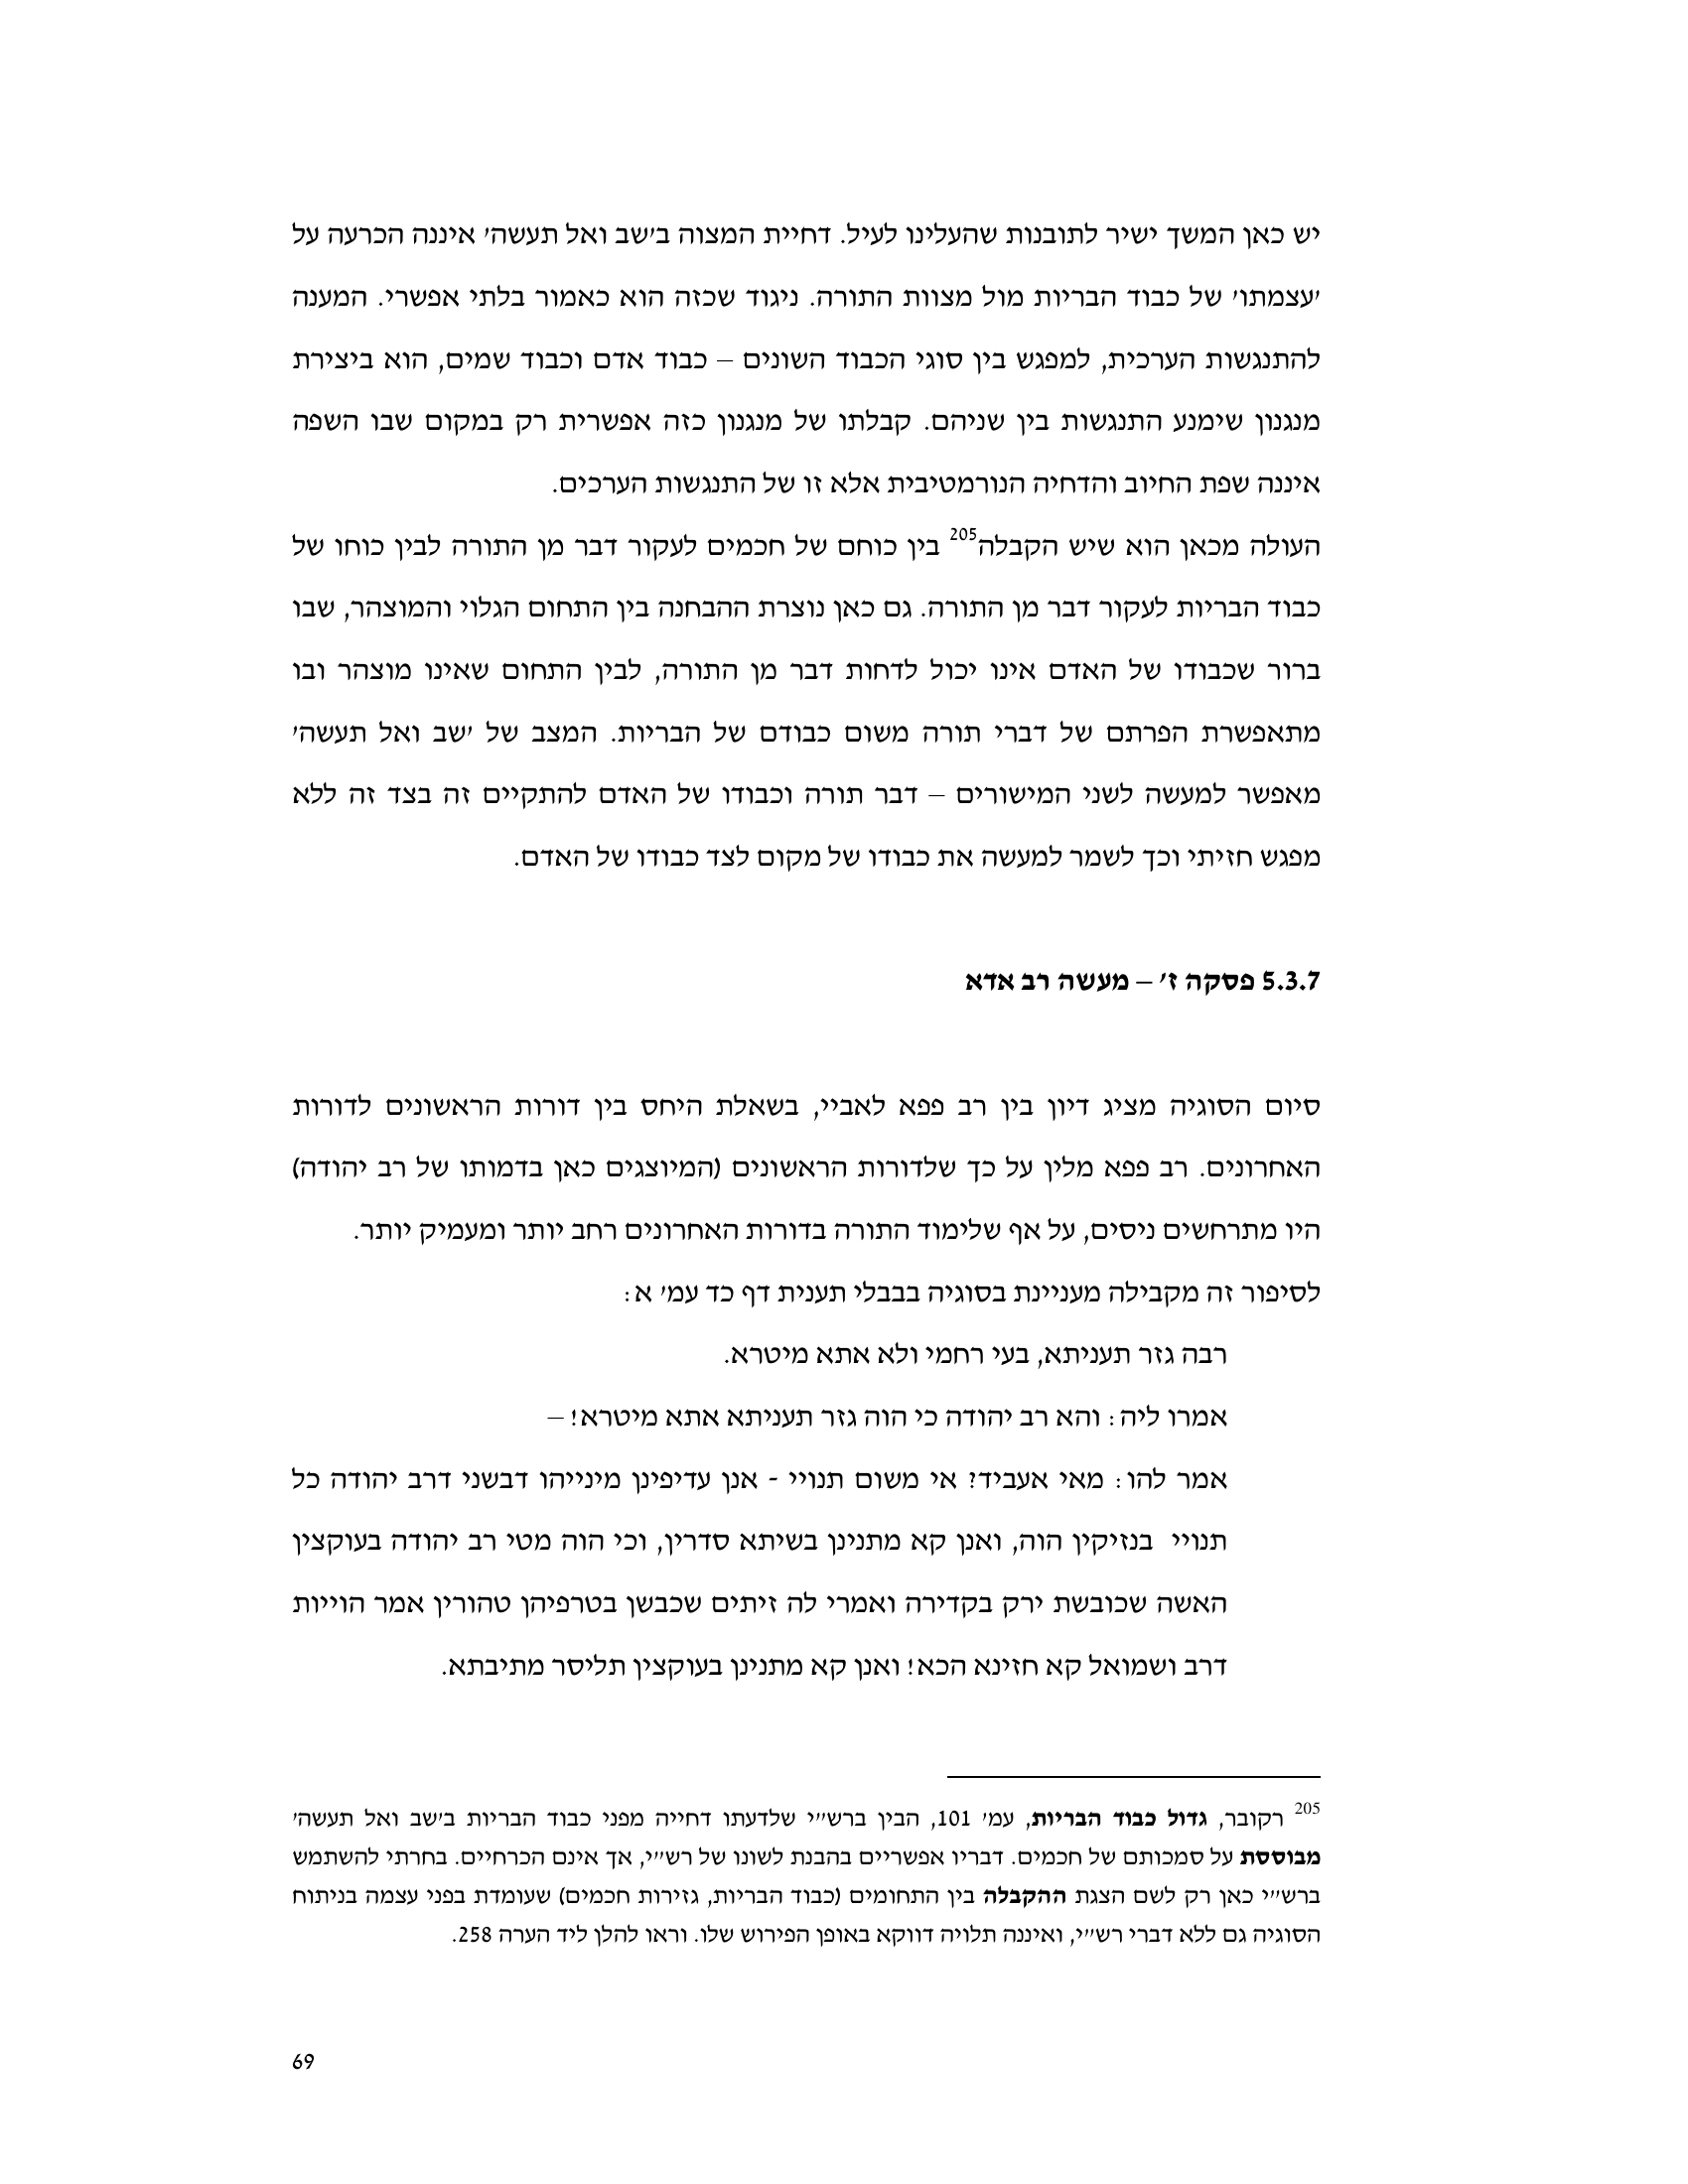 יש כאן המשך ישיר לתובנות שהעלינו לעיל. דחיית המצוה ב'שב ואל תעשה' איננה הכרעה על
'עצמתו' של כבוד הבריות מול מצוות התורה. ניגוד שכזה הוא כאמור בלתי אפשרי. המענה
להתנגשות הערכית, למפגש בין סוגי הכבוד השונים – כבוד אדם וכבוד שמים, הוא ביצירת
מנגנון שימנע התנגשות בין שניהם. קבלתו של מנגנון כזה אפשרית רק במקום שבו השפה
איננה שפת החיוב והדחיה הנורמטיבית אלא זו של התנגשות הערכים.
העולה מכאן הוא שיש הקבלה205 בין כוחם של חכמים לעקור דבר מן התורה לבין כוחו של
כבוד הבריות לעקור דבר מן התורה. גם כאן נוצרת ההבחנה בין התחום הגלוי והמוצהר, שבו
ברור שכבודו של האדם אינו יכול לדחות דבר מן התורה, לבין התחום שאינו מוצהר ובו
מתאפשרת הפרתם של דברי תורה משום כבודם של הבריות. המצב של 'שב ואל תעשה'
מאפשר למעשה לשני המישורים – דבר תורה וכבודו של האדם להתקיים זה בצד זה ללא
מפגש חזיתי וכך לשמר למעשה את כבודו של מקום לצד כבודו של האדם.
5.3.7 פסקה ז' – מעשה רב אדא
סיום הסוגיה מציג דיון בין רב פפא לאביי, בשאלת היחס בין דורות הראשונים לדורות
האחרונים. רב פפא מלין על כך שלדורות הראשונים (המיוצגים כאן בדמותו של רב יהודה)
היו מתרחשים ניסים, על אף שלימוד התורה בדורות האחרונים רחב יותר ומעמיק יותר.
לסיפור זה מקבילה מעניינת בסוגיה בבבלי תענית דף כד עמ' א:
רבה גזר תעניתא, בעי רחמי ולא אתא מיטרא.
אמרו ליה: והא רב יהודה כי הוה גזר תעניתא אתא מיטרא! –
אמר להו: מאי אעביד? אי משום תנויי - אנן עדיפינן מינייהו דבשני דרב יהודה כל
תנויי בנזיקין הוה, ואנן קא מתנינן בשיתא סדרין, וכי הוה מטי רב יהודה בעוקצין
האשה שכובשת ירק בקדירה ואמרי לה זיתים שכבשן בטרפיהן טהורין אמר הוייות
דרב ושמואל קא חזינא הכא! ואנן קא מתנינן בעוקצין תליסר מתיבתא.
205 רקובר, גדול כבוד הבריות, עמ' 101, הבין ברש"י שלדעתו דחייה מפני כבוד הבריות ב'שב ואל תעשה'
מבוססת על סמכותם של חכמים. דבריו אפשריים בהבנת לשונו של רש"י, אך אינם הכרחיים. בחרתי להשתמש
ברש"י כאן רק לשם הצגת ההקבלה בין התחומים (כבוד הבריות, גזירות חכמים) שעומדת בפני עצמה בניתוח
הסוגיה גם ללא דברי רש"י, ואיננה תלויה דווקא באופן הפירוש שלו. וראו להלן ליד הערה 258.
69